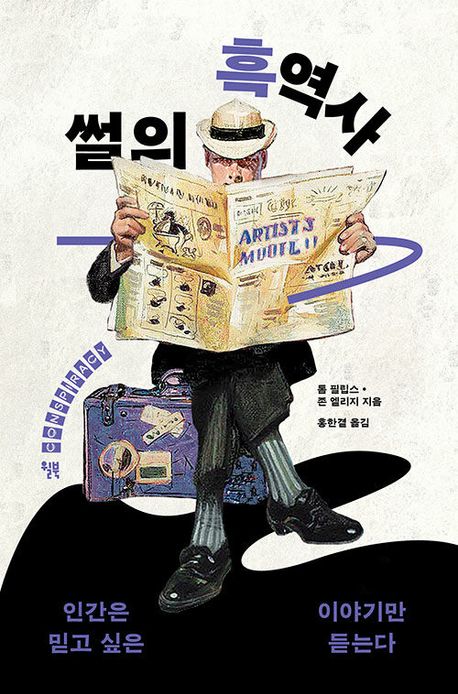 썰의 흑역사
ARTIST'S
CONSPIRACY
톰 필립스 •
존 엘리지 지음
홍한결 옮김
윌북
인간은
믿고 싶은
이야기만
듣는다